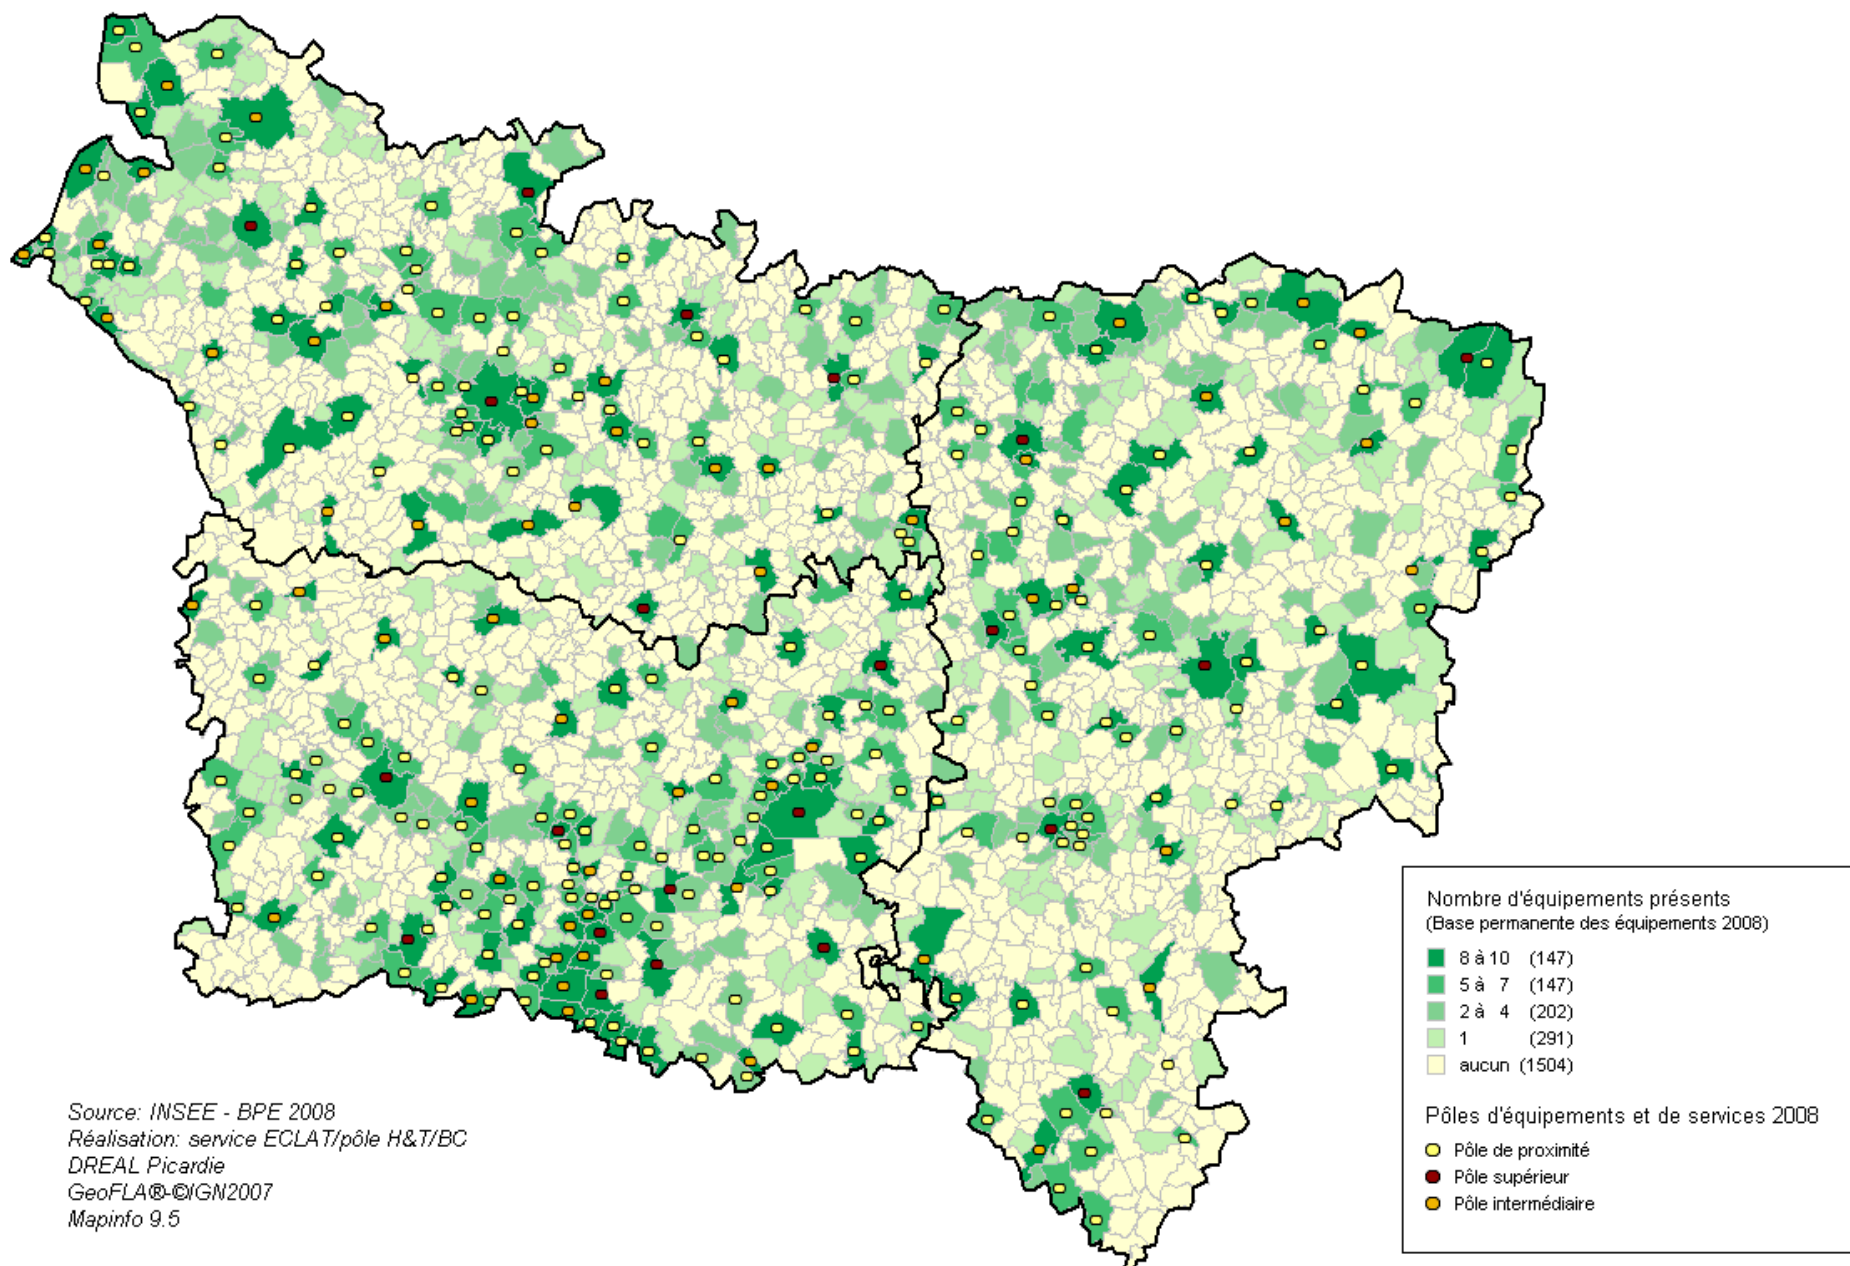 Nombre d'équipements présents
(Base permanente des équipements 2008)
8 à 10 (147)
5 à 7 (147)
2 à 4 (202)
1 (291)
aucun (1504)
Pôles d'équipements et de services 2008
Pôle de proximité
Pôle supérieur
Pôle intermédiaire
Source: INSEE - BPE 2008
Réalisation: service ECLAT/pôle H&T/BC
DREAL Picardie
GeoFLA®-©IGN2007
Mapinfo 9.5